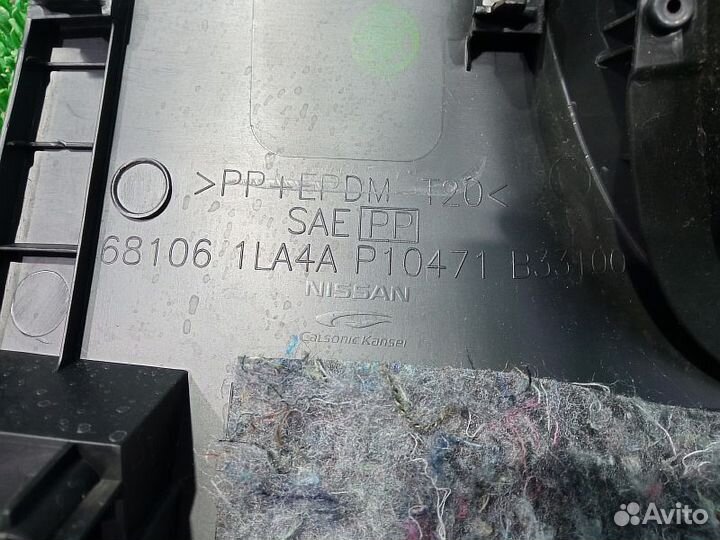 >PP+EPDM-T20<
SAE PP
68106 1LA4A P10471 B33100
NISSAN
Calsonic Kansei
Avito